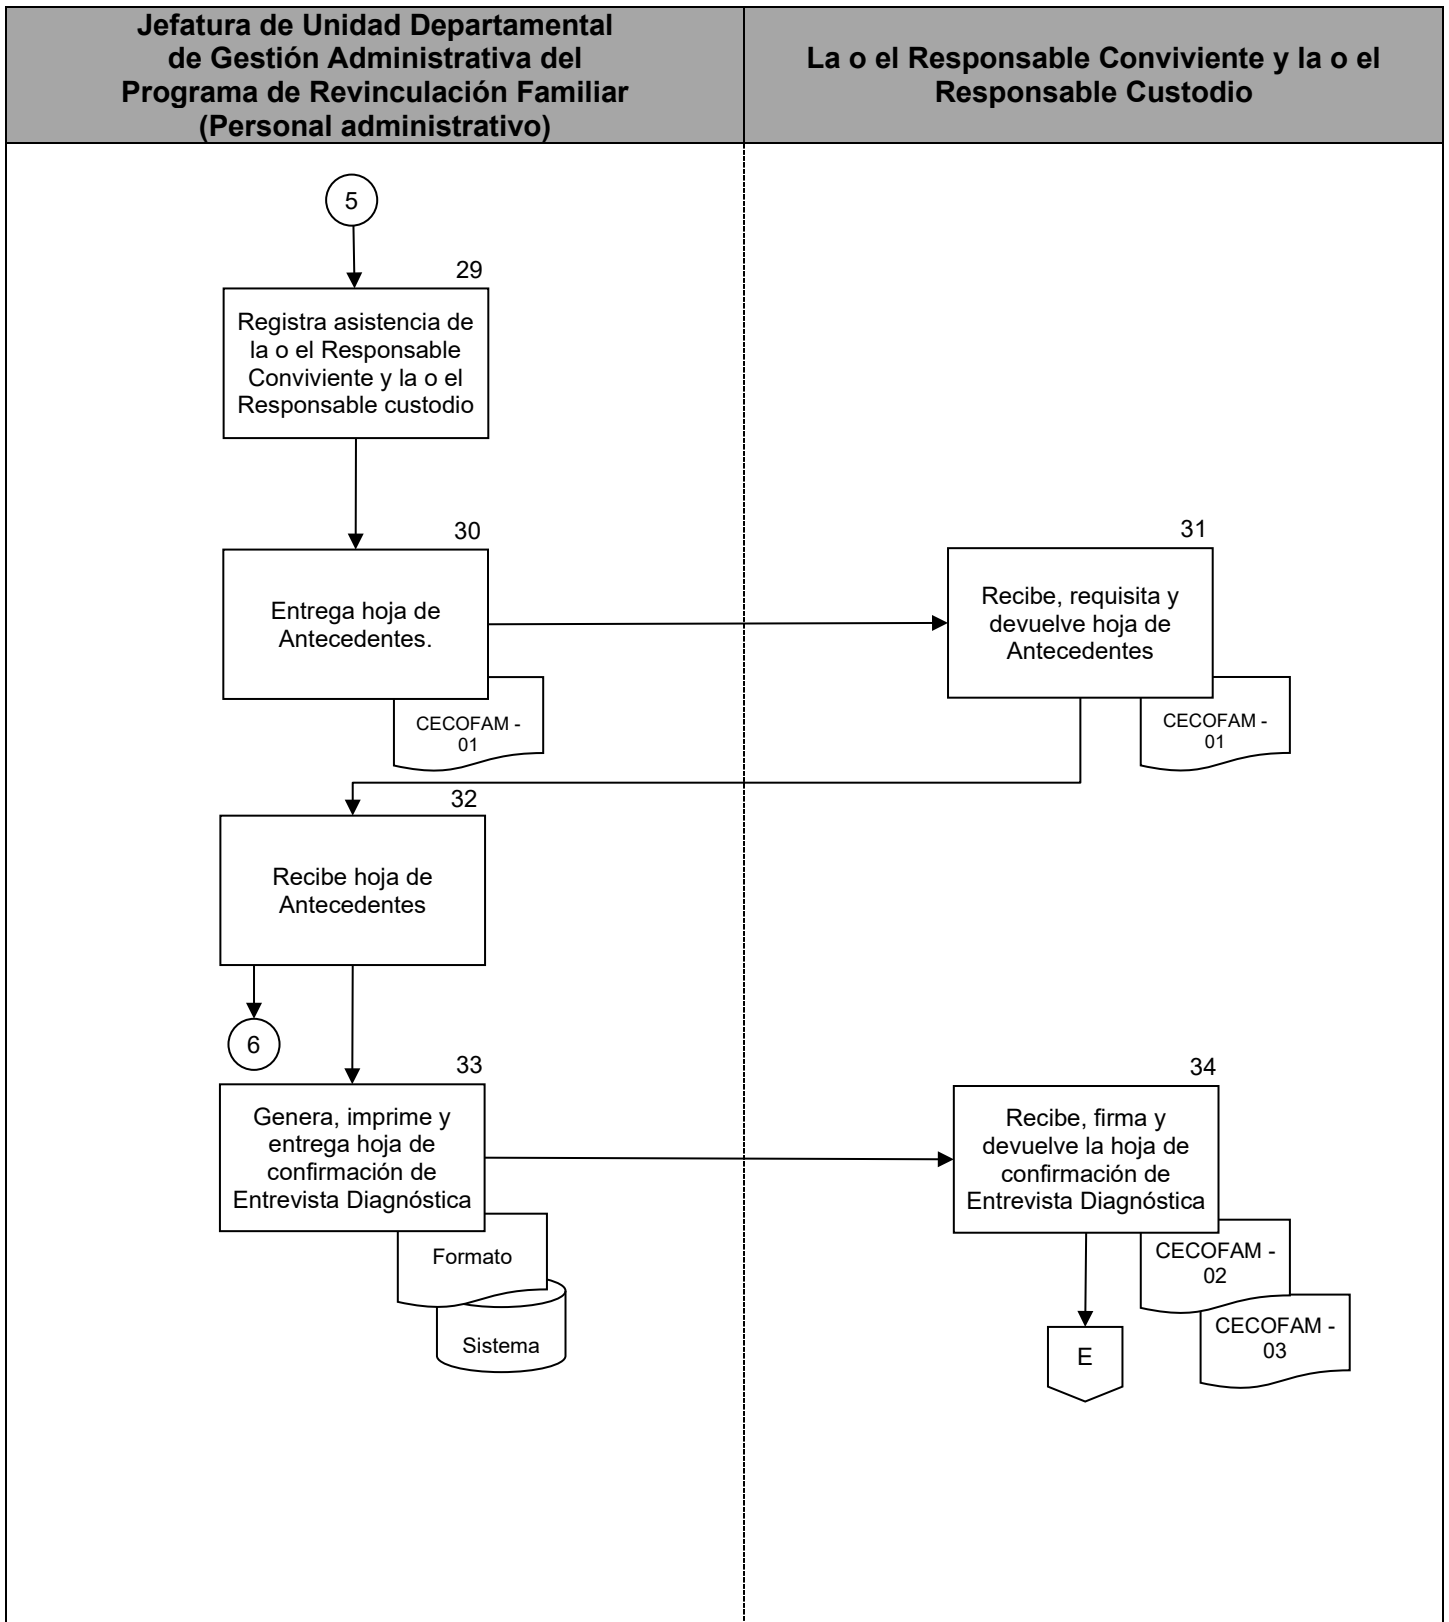 Jefatura de Unidad Departamental
de Gestión Administrativa del
Programa de Revinculación Familiar
(Personal administrativo)
La o el Responsable Conviviente y la o el
Responsable Custodio
5
29
Registra asistencia de
la o el Responsable
Conviviente y la o el
Responsable custodio
30
Entrega hoja de
Antecedentes.
CECOFAM -
01
31
Recibe, requisita y
devuelve hoja de
Antecedentes
CECOFAM -
01
32
Recibe hoja de
Antecedentes
6
33
Genera, imprime y
entrega hoja de
confirmación de
Entrevista Diagnóstica
Formato
Sistema
34
Recibe, firma y
devuelve la hoja de
confirmación de
Entrevista Diagnóstica
CECOFAM -
02
CECOFAM -
03
E